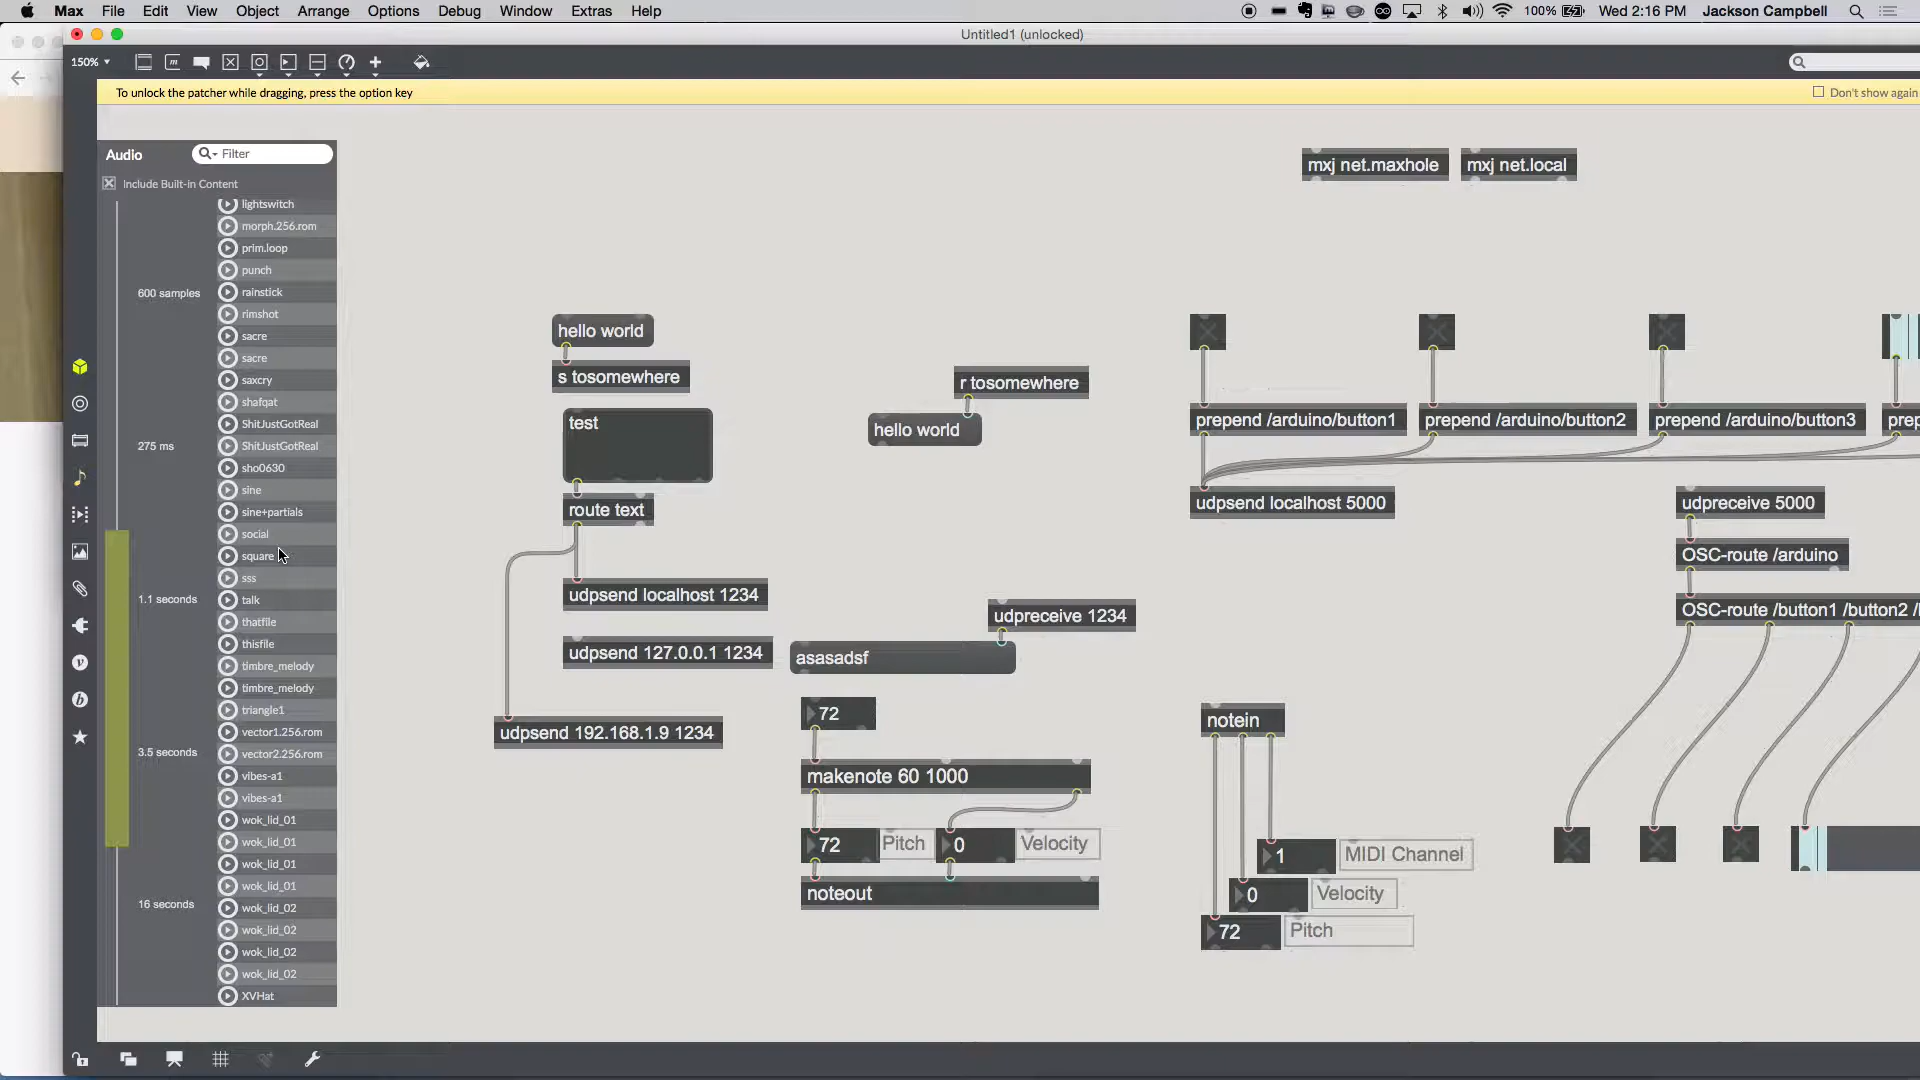 Max File Edit View Object Arrange Options Debug Window Extras Help
100% Wed 2:16 PM Jackson Campbell
Untitled1 (unlocked)
150%
To unlock the patcher while dragging, press the option key
Don't show again
Audio
Filter
Include Built-in Content
lightswitch
morph.256.rom
prim.loop
punch
600 samples
rainstick
rimshot
sacre
sacre
saxcry
shafqat
ShitJustGotReal
275 ms
ShitJustGotReal
sho0630
sine
sine+partials
social
square
sss
1.1 seconds
talk
thatfile
thisfile
timbre_melody
timbre_melody
triangle1
vector1.256.rom
3.5 seconds
vector2.256.rom
vibes-a1
vibes-a1
wok_lid_01
wok_lid_01
wok_lid_01
wok_lid_01
16 seconds
wok_lid_02
wok_lid_02
wok_lid_02
wok_lid_02
XVHat
mxj net.maxhole
mxj net.local
hello world
s tosomewhere
test
route text
udpsend localhost 1234
udpsend 127.0.0.1 1234
udpsend 192.168.1.9 1234
r tosomewhere
hello world
udpreceive 1234
asasadsf
72
makenote 60 1000
72 Pitch 0 Velocity
noteout
prepend /arduino/button1
prepend /arduino/button2
prepend /arduino/button3
prep
udpsend localhost 5000
udpreceive 5000
OSC-route /arduino
OSC-route /button1 /button2 /
notein
1 MIDI Channel
0 Velocity
72 Pitch